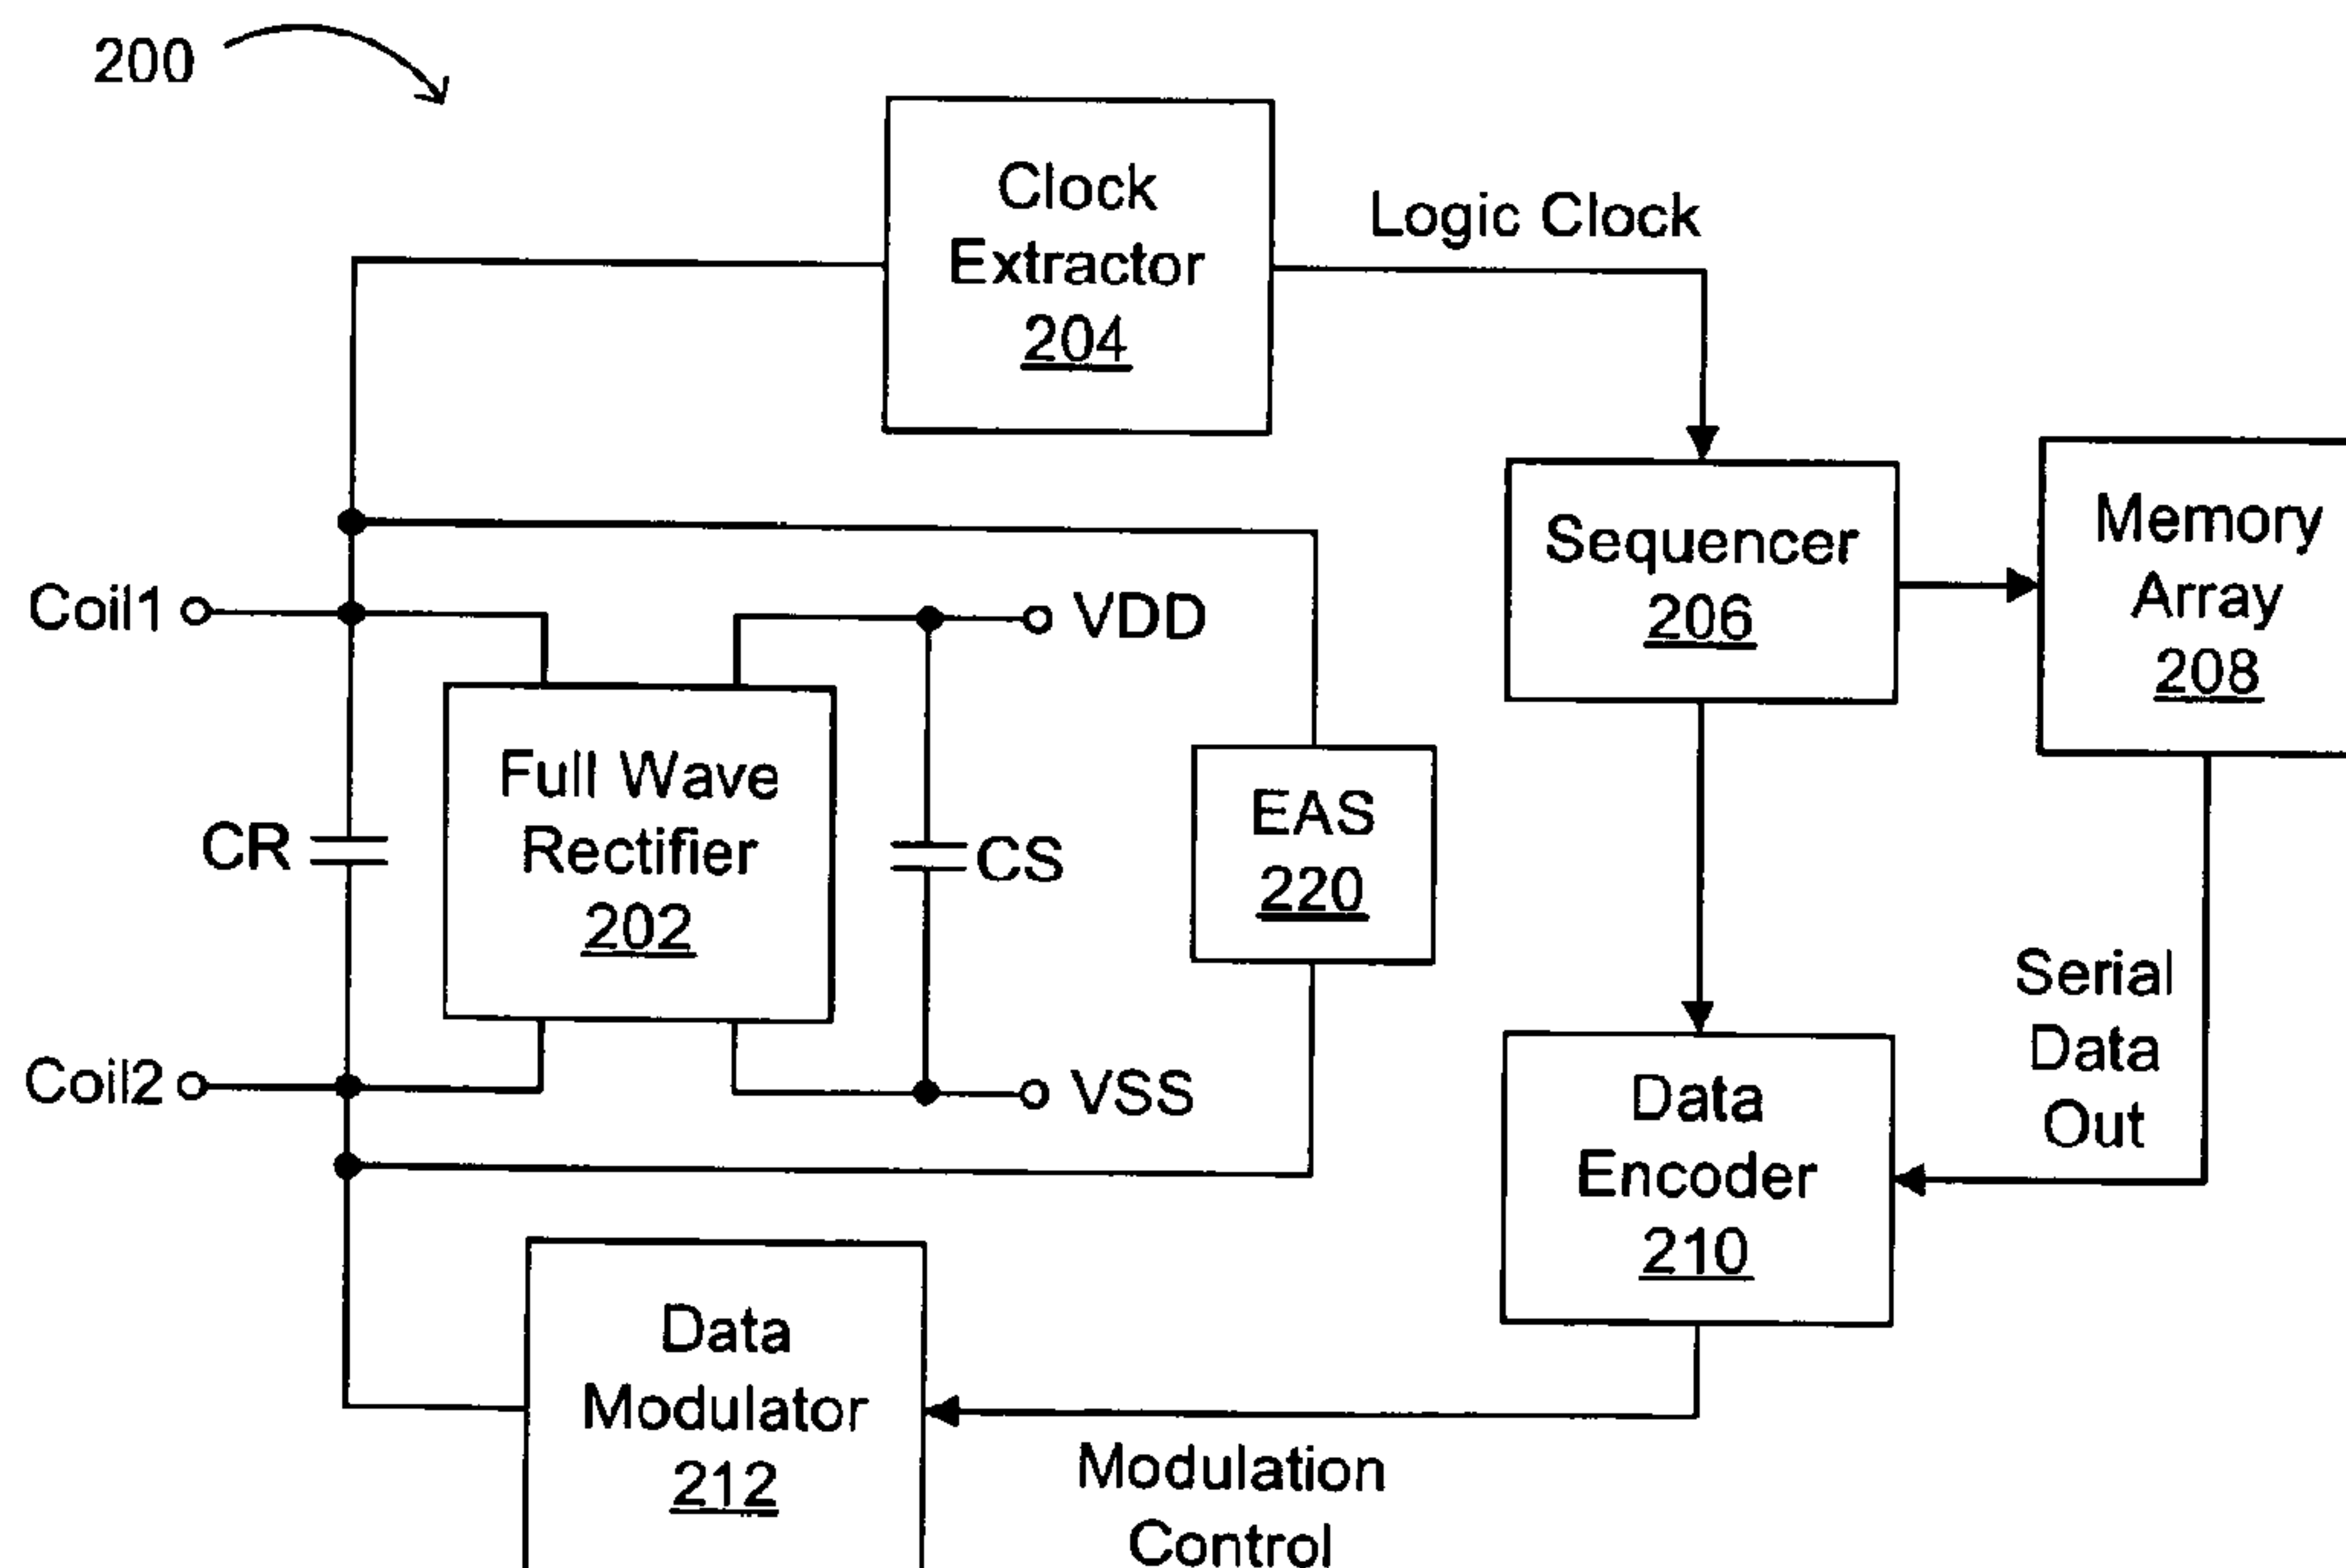 200
Clock
Extractor
204
Logic Clock
Sequencer
206
Memory
Array
208
Coil1
VDD
Full Wave
Rectifier
202
CR
CS
EAS
220
Coil2
VSS
Serial
Data
Out
Data
Encoder
210
Data
Modulator
212
Modulation
Control